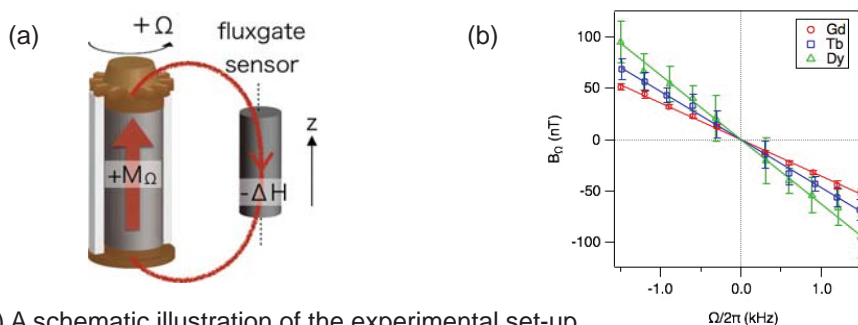 (a)
+Ω
fluxgate
sensor
z
+MΩ
-ΔH
(b)
Gd
Tb
Dy
100
50
0
-50
-100
BΩ (nT)
-1.0
0.0
1.0
Ω/2π (kHz)
) A schematic illustration of the experimental set-up